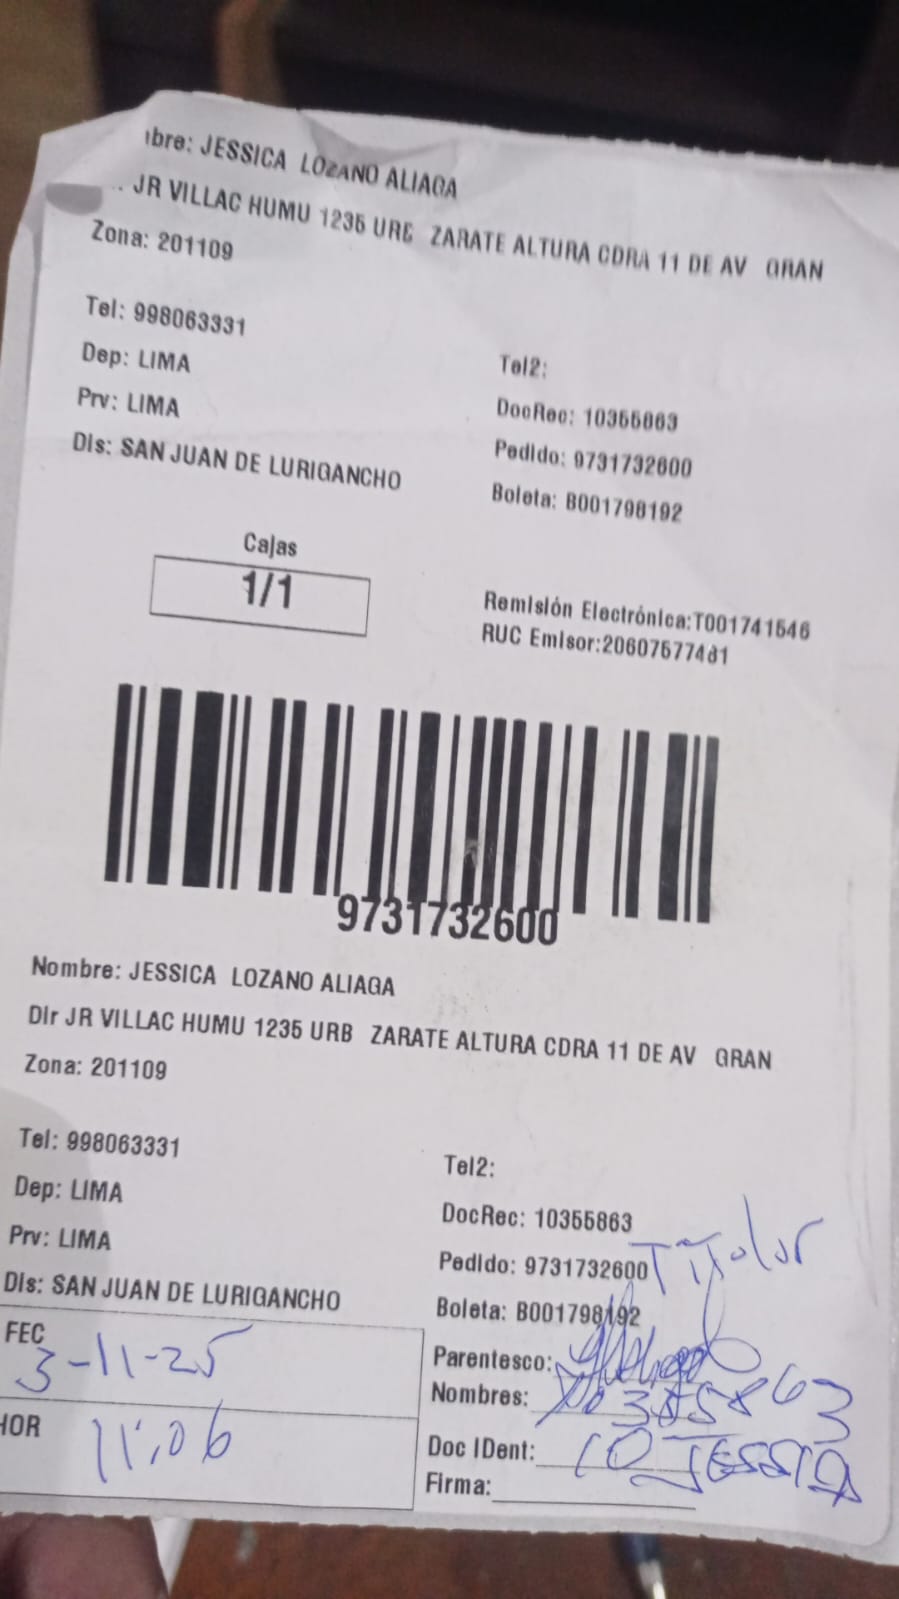 bre: JESSICA LOZANO ALIAGA
JR VILLAC HUMU 1235 URB ZARATE ALTURA CDRA 11 DE AV GRAN
Zona: 201109
Tel: 998063331
Dep: LIMA
Tel2:
Prv: LIMA
DocRec: 10355863
Dis: SAN JUAN DE LURIGANCHO
Pedido: 9731732600
Boleta: B001798192
Cajas
1/1
Remisión Electrónica:T001741546
RUC Emisor:20607577481
9731732600
Nombre: JESSICA LOZANO ALIAGA
Dir JR VILLAC HUMU 1235 URB ZARATE ALTURA CDRA 11 DE AV GRAN
Zona: 201109
Tel: 998063331
Tel2:
Dep: LIMA
DocRec: 10355863
Prv: LIMA
Pedido: 9731732600 Titolor
Dis: SAN JUAN DE LURIGANCHO
Boleta: B001798192
FEC 3-11-25
Parentesco:
Nombres:
HOR 11:06
Doc IDent: 10
Firma: